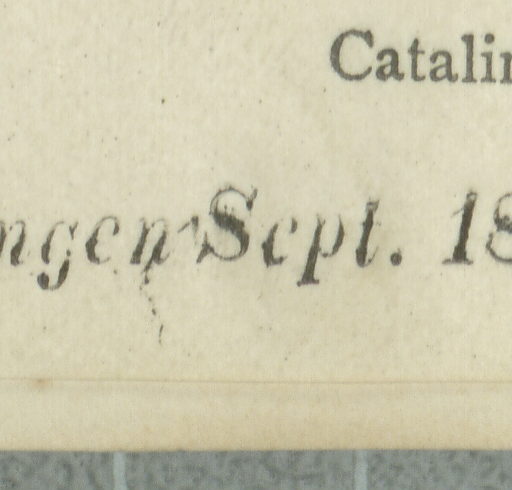 Catalin
ngen Sept. 18